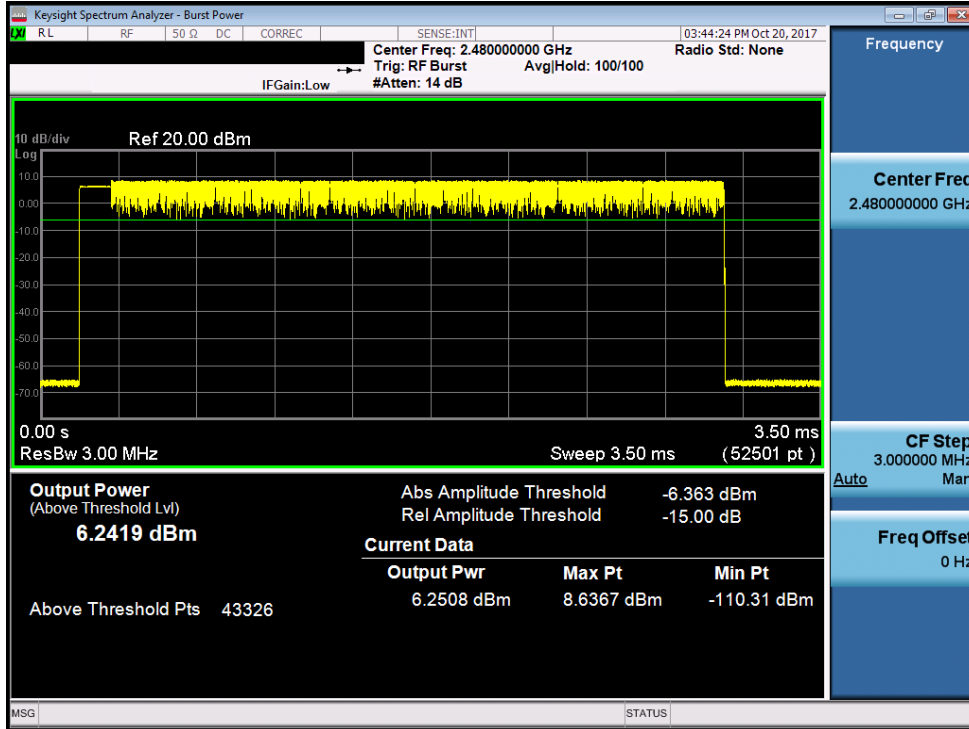 Keysight Spectrum Analyzer - Burst Power
LXI RL RF 50 Ω DC CORREC SENSE:INT 03:44:24 PM Oct 20, 2017
Center Freq: 2.480000000 GHz Radio Std: None
Trig: RF Burst Avg|Hold: 100/100
IFGain:Low #Atten: 14 dB
10 dB/div Ref 20.00 dBm
Log
10.0
0.00
-10.0
-20.0
-30.0
-40.0
-50.0
-60.0
-70.0
0.00 s 3.50 ms
ResBw 3.00 MHz Sweep 3.50 ms (52501 pt)
Output Power
(Above Threshold Lvl)
6.2419 dBm
Above Threshold Pts 43326
Abs Amplitude Threshold -6.363 dBm
Rel Amplitude Threshold -15.00 dB
Current Data
Output Pwr Max Pt Min Pt
6.2508 dBm 8.6367 dBm -110.31 dBm
Frequency
Center Freq
2.480000000 GHz
CF Step
3.000000 MHz
Auto Man
Freq Offset
0 Hz
MSG STATUS